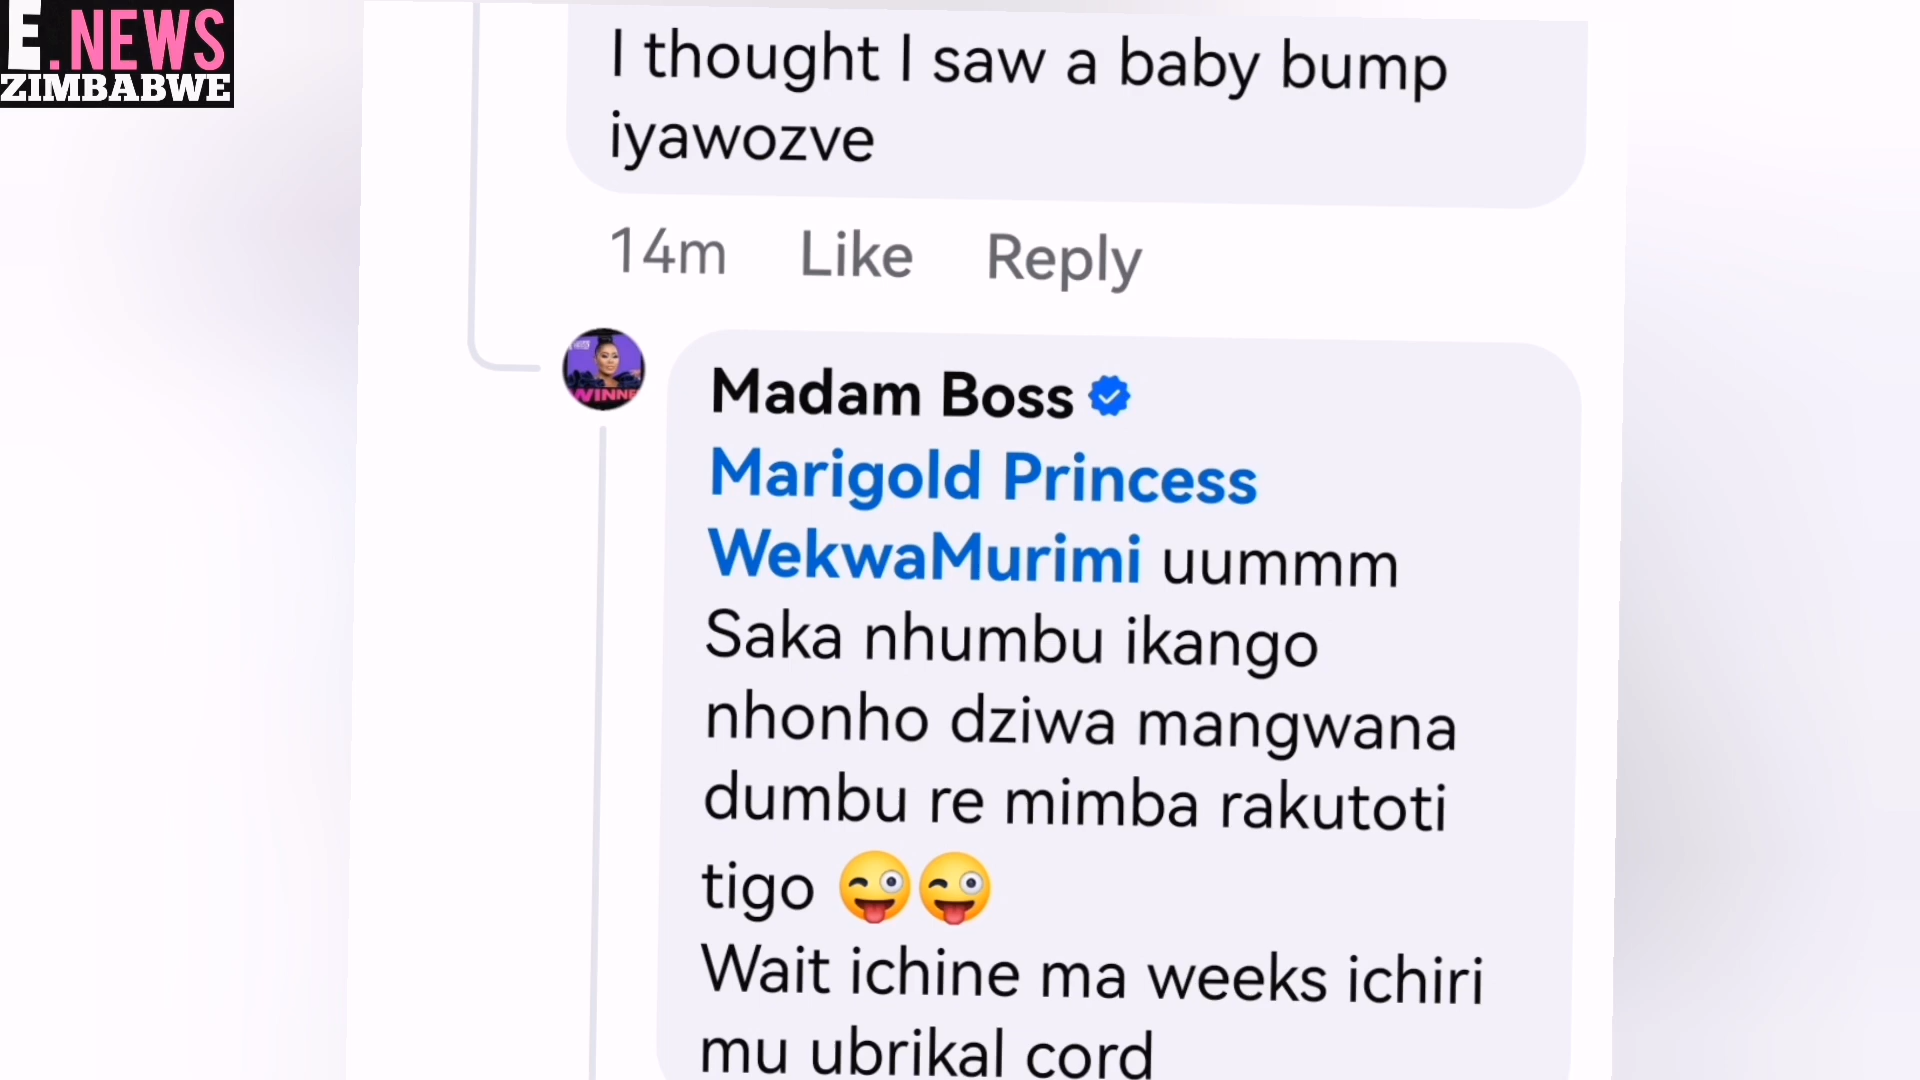 E.NEWS
ZIMBABWE
I thought I saw a baby bump
iyawozve
14m Like Reply
WINNE
Madam Boss
Marigold Princess
WekwaMurimi uummm
Saka nhumbu ikango
nhonho dziwa mangwana
dumbu re mimba rakutoti
tigo 😜😜
Wait ichine ma weeks ichiri
mu ubrikal cord